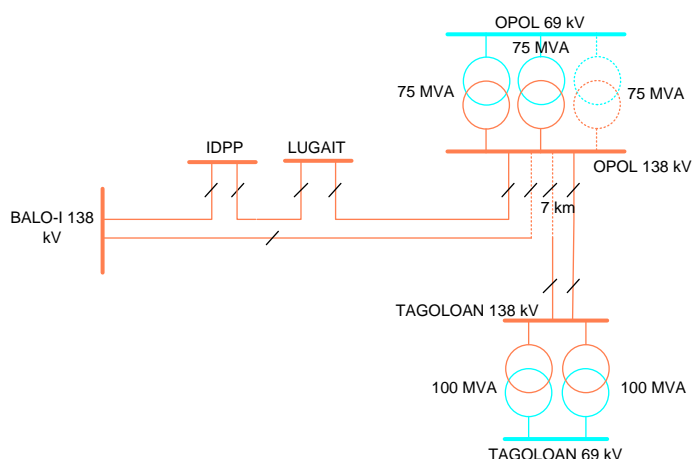 OPOL 69 kV
75 MVA
75 MVA
75 MVA
IDPP
LUGAIT
OPOL 138 kV
BALO-I 138
kV
7 km
TAGOLOAN 138 kV
100 MVA
100 MVA
TAGOLOAN 69 kV